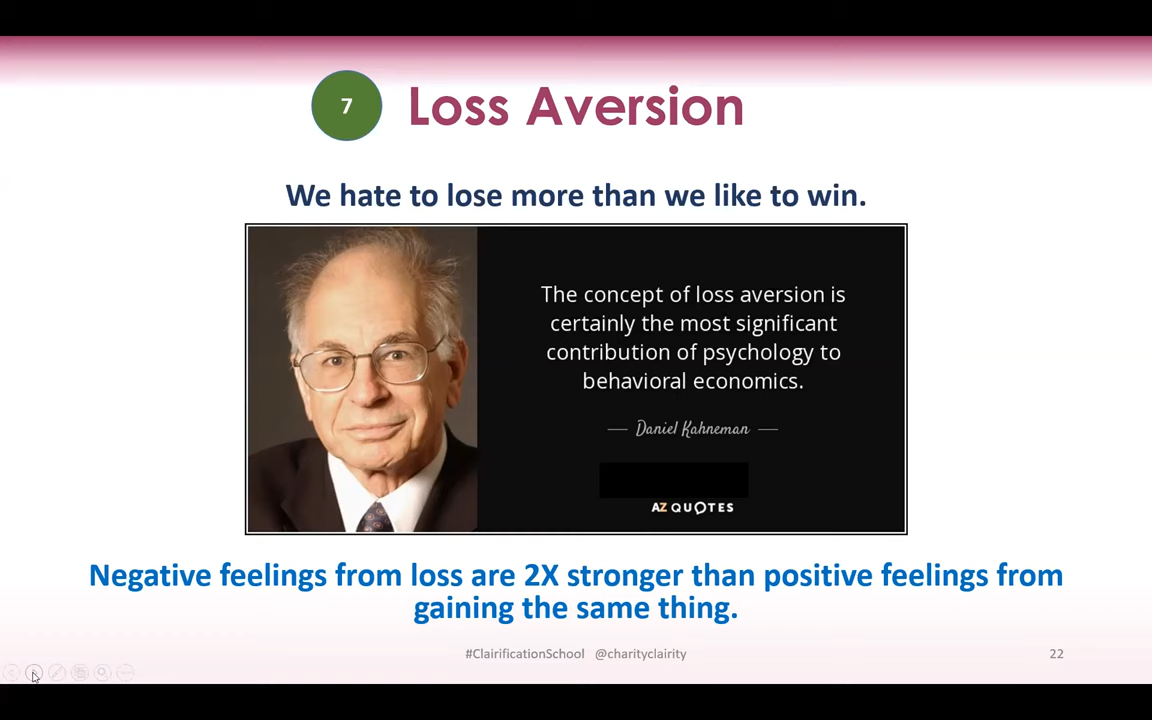 7
Loss Aversion
We hate to lose more than we like to win.
The concept of loss aversion is
certainly the most significant
contribution of psychology to
behavioral economics.
Daniel Kahneman
AZ QUOTES
Negative feelings from loss are 2X stronger than positive feelings from
gaining the same thing.
#ClairificationSchool @charityclairity
22